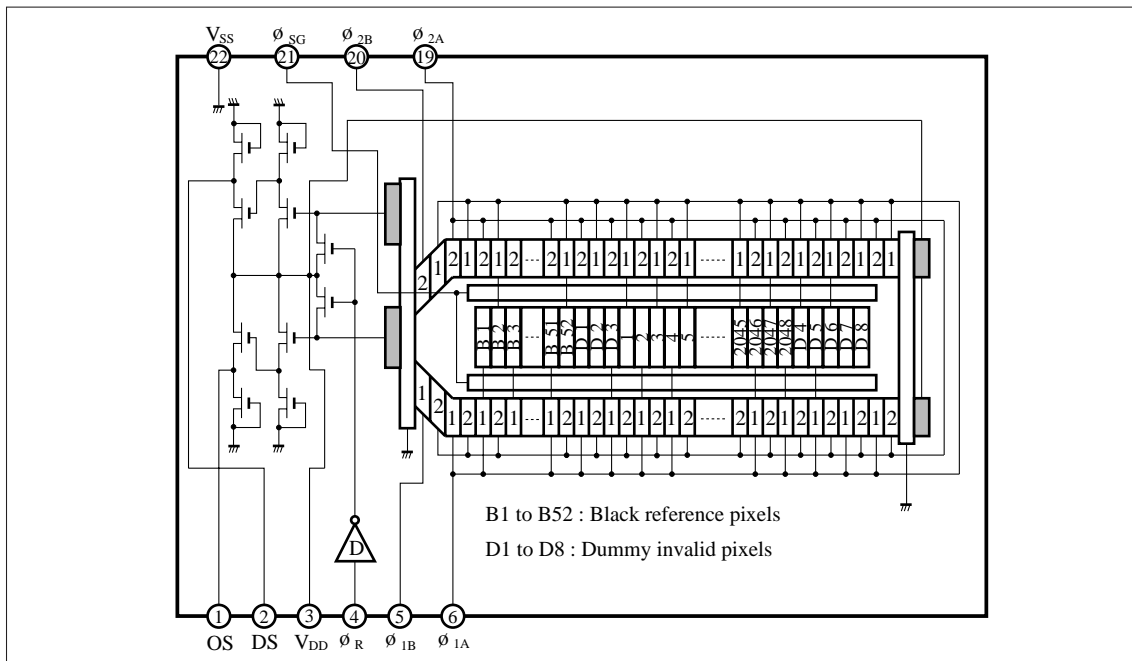 VSS øSG ø2B ø2A
22 21 20 19
2 1 2 1 2 1 2 ---- 2 1 2 1 2 1 2 1 2 1 ------ 1 2 1 2 1 2 1 2 1 2 1
B1 B2 B3 ---- B51 B52 D1 D2 D3 1 2 3 4 5 ------ 2045 2046 2047 2048 D4 D5 D6 D7 D8
1 2 1 2 1 2 1 ---- 1 2 1 2 1 2 1 2 1 2 ------ 2 1 2 1 2 1 2 1 2 1 2
B1 to B52 : Black reference pixels
D1 to D8 : Dummy invalid pixels
D
1 2 3 4 5 6
OS DS VDD øR ø1B ø1A